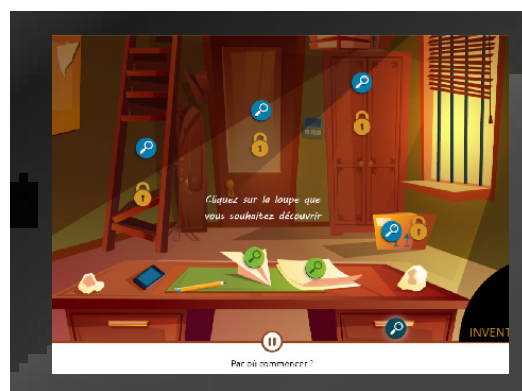 Cliquez sur la loupe que
vous souhaitez découvrir
INVENT
Par où commencer ?